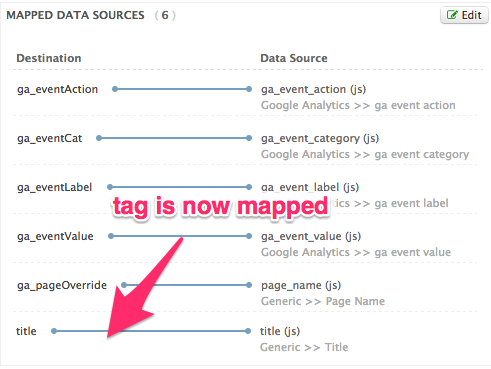 MAPPED DATA SOURCES ( 6 )
Edit
Destination Data Source
ga_eventAction ga_event_action (js)
Google Analytics >> ga event action
ga_eventCat ga_event_category (js)
Google Analytics >> ga event category
ga_eventLabel ga_event_label (js)
tag is now mapped
Analytics >> ga event label
ga_eventValue ga_event_value (js)
Google Analytics >> ga event value
ga_pageOverride page_name (js)
Generic >> Page Name
title title (js)
Generic >> Title